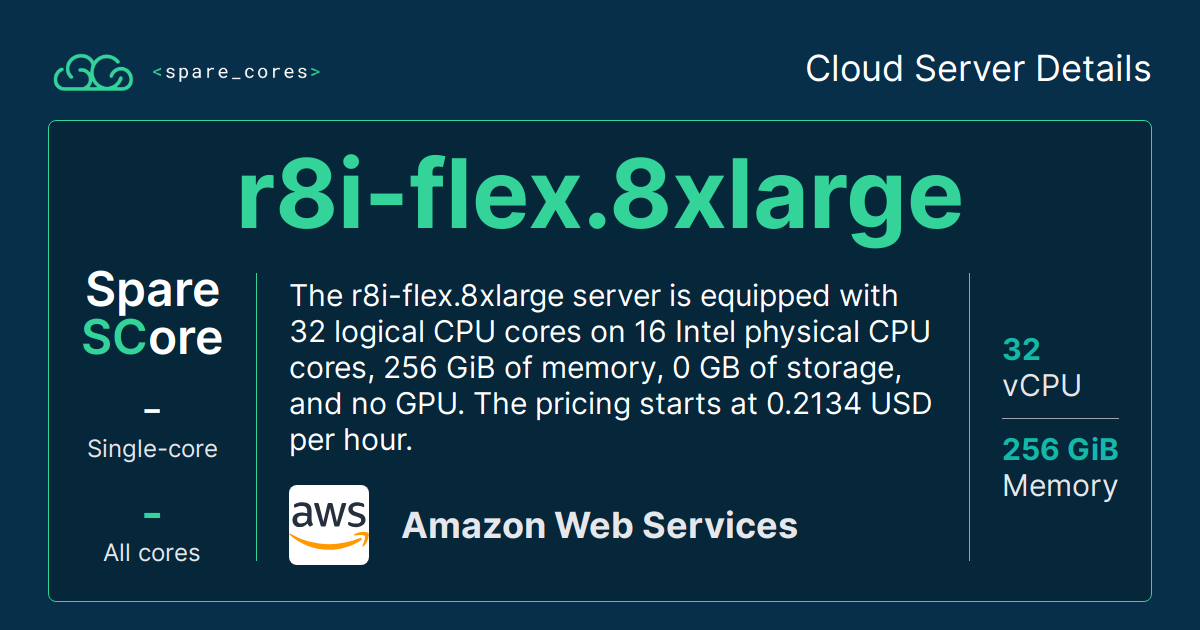 <spare_cores>
Cloud Server Details
r8i-flex.8xlarge
Spare
SCore
–
Single-core
–
All cores
The r8i-flex.8xlarge server is equipped with
32 logical CPU cores on 16 Intel physical CPU
cores, 256 GiB of memory, 0 GB of storage,
and no GPU. The pricing starts at 0.2134 USD
per hour.
aws
Amazon Web Services
32
vCPU
256 GiB
Memory